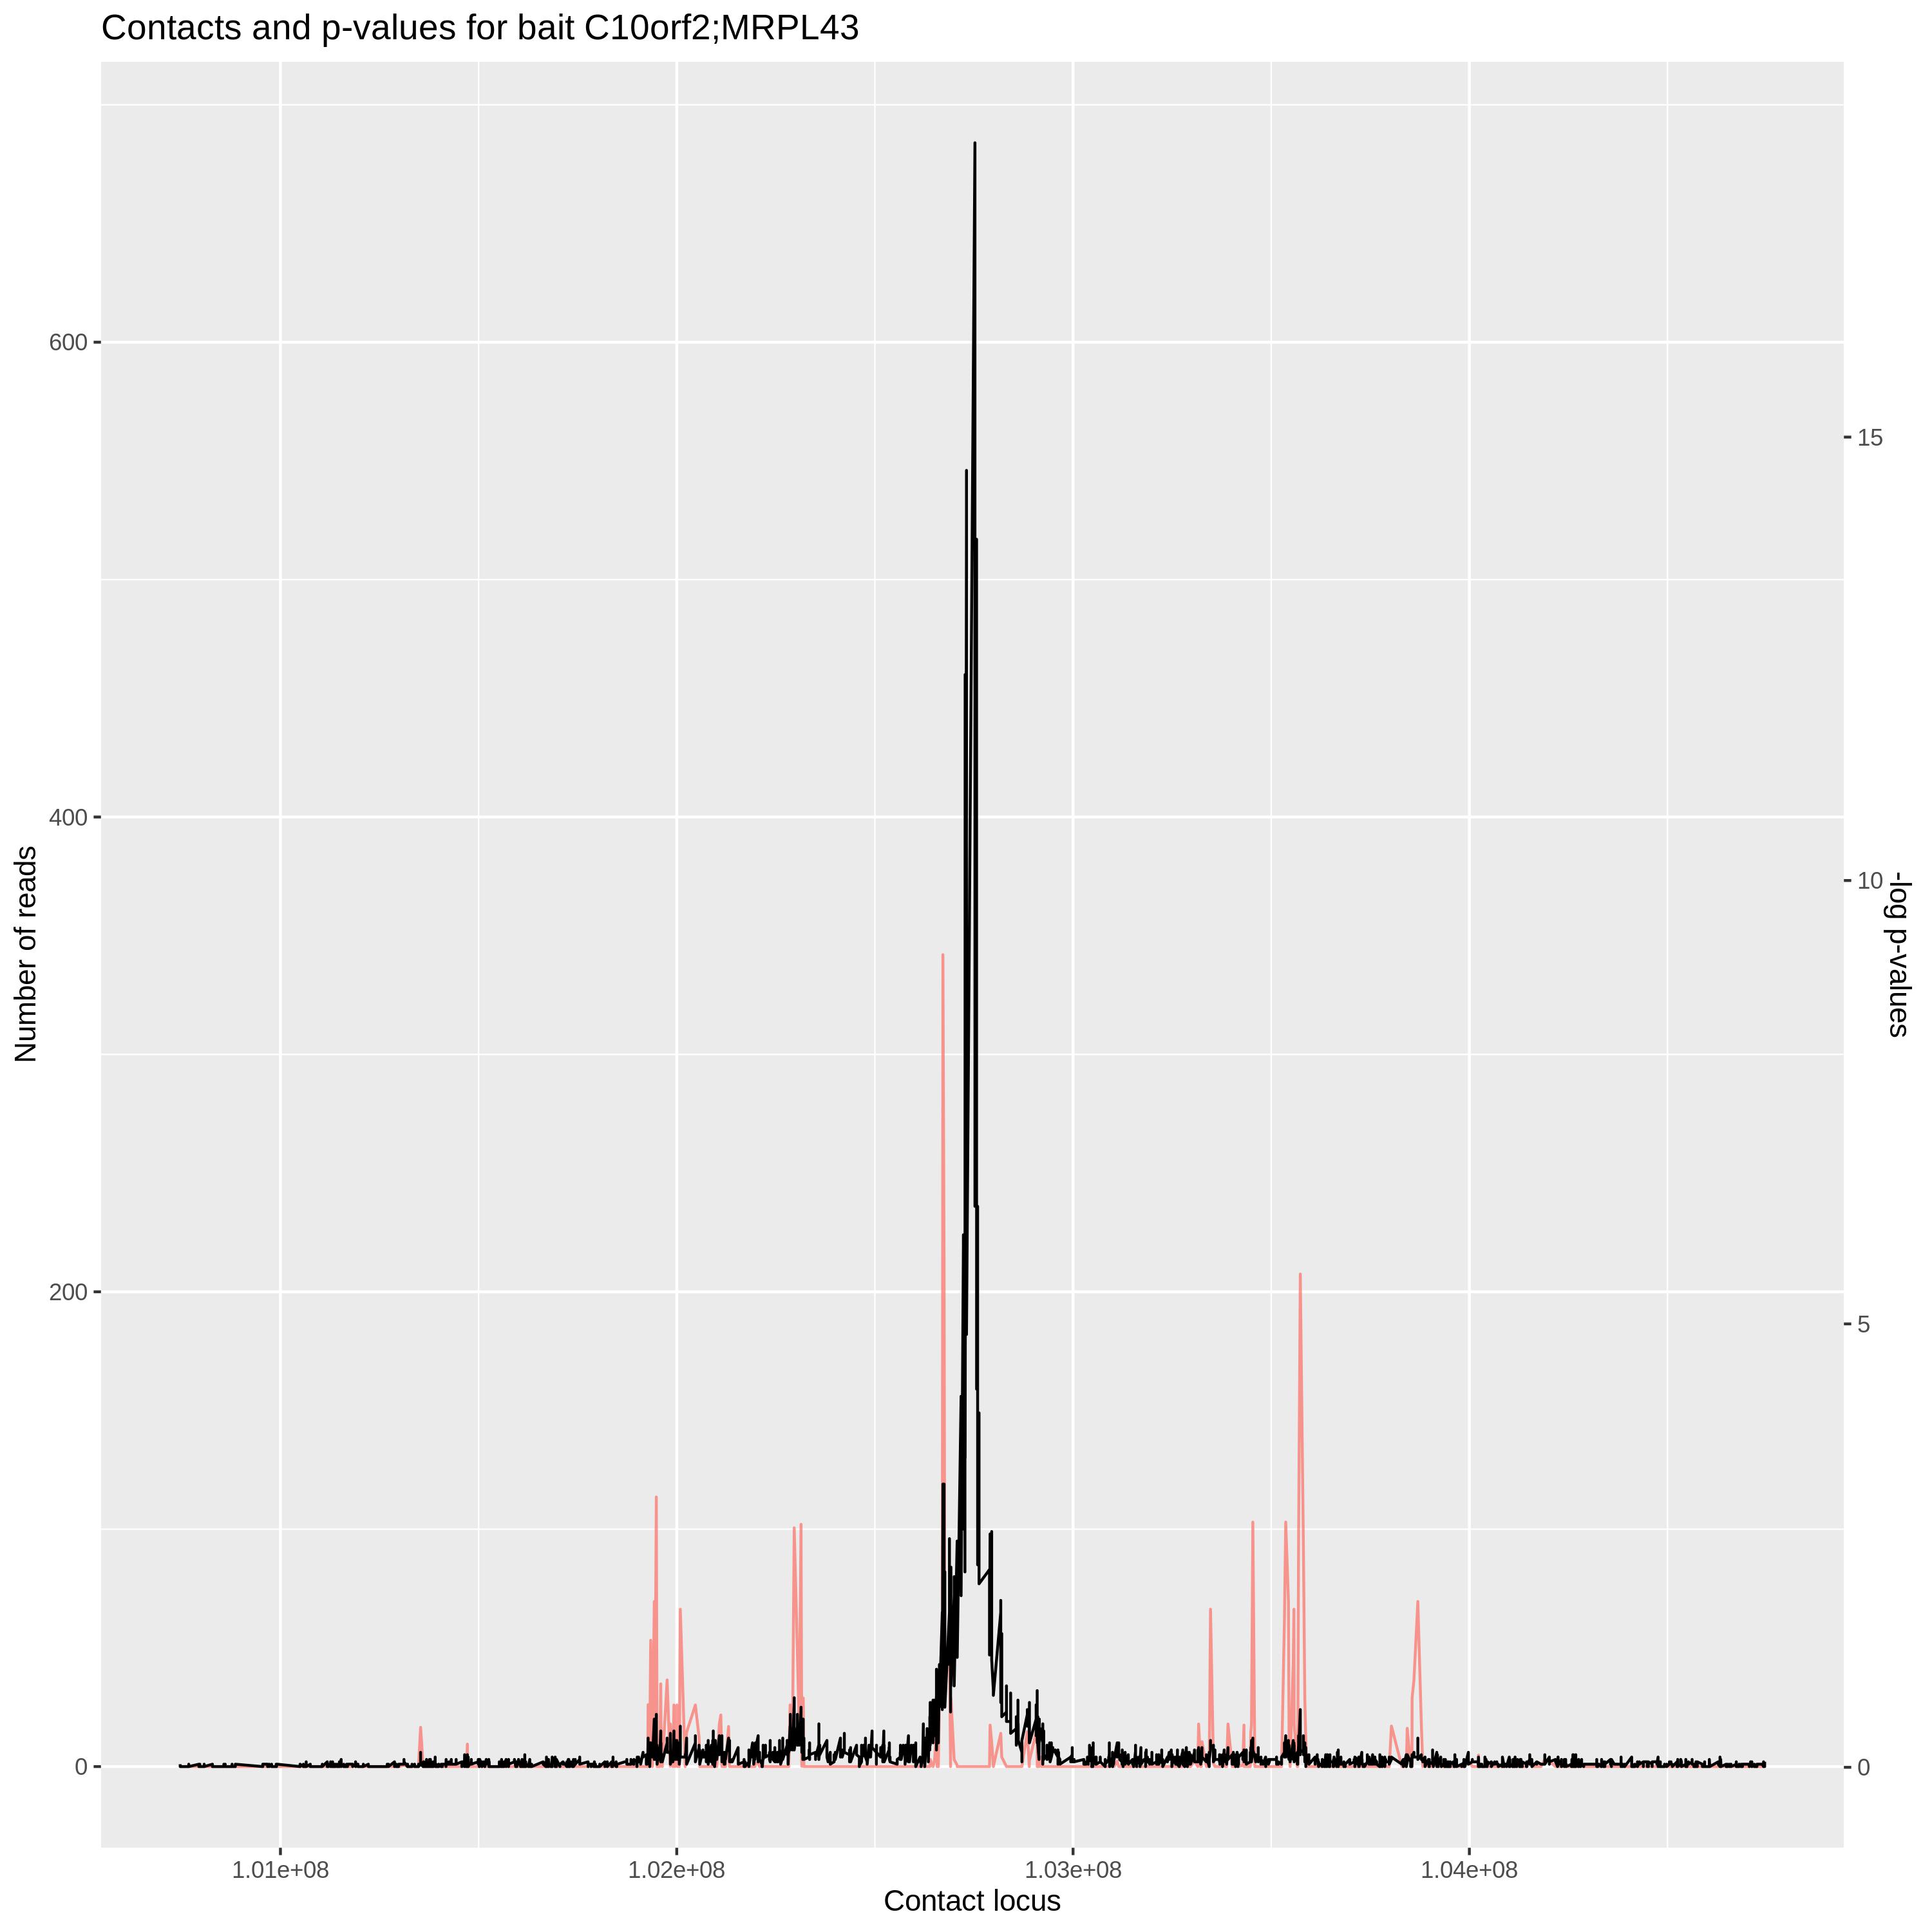 Contacts and p-values for bait C10orf2;MRPL43
600
400
200
0
Number of reads
15
10
5
0
-log p-values
1.01e+08 1.02e+08 1.03e+08 1.04e+08
Contact locus